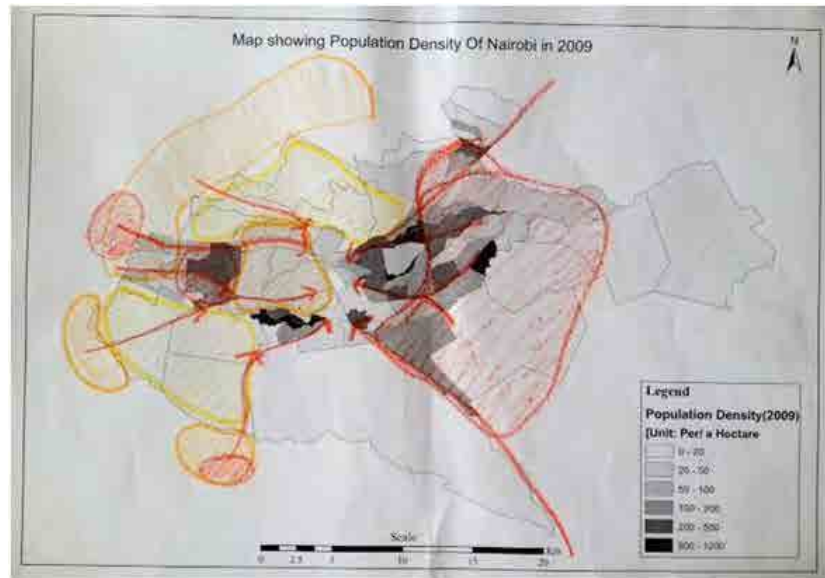 Map showing Population Density Of Nairobi in 2009
N
Legend
Population Density(2009)
[Unit: Per/ a Hectare
0 - 20
20 - 50
50 - 100
100 - 200
200 - 500
500 - 1200
Scale
Km
0 2.5 5 10 15 20